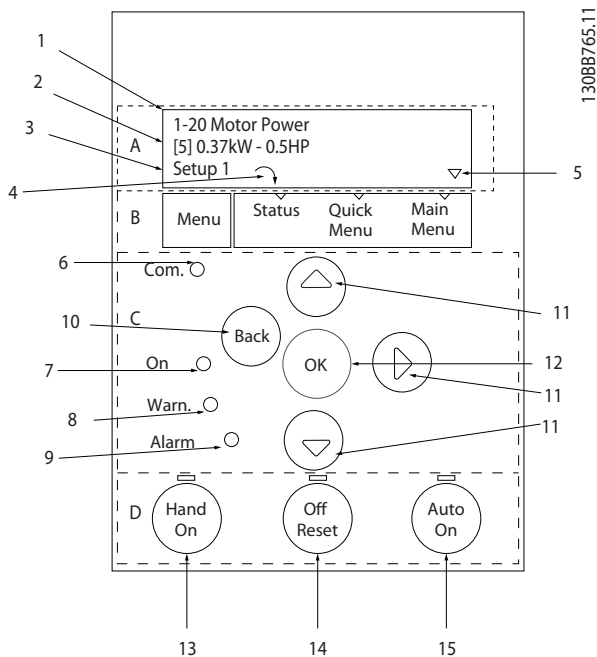 130BB765.11
1
2
3
4
5
A
1-20 Motor Power
[5] 0.37kW - 0.5HP
Setup 1
B
Menu
Status
Quick
Menu
Main
Menu
6
Com.
C
10
Back
11
OK
12
11
7
On
8
Warn.
11
9
Alarm
D
Hand
On
Off
Reset
Auto
On
13
14
15